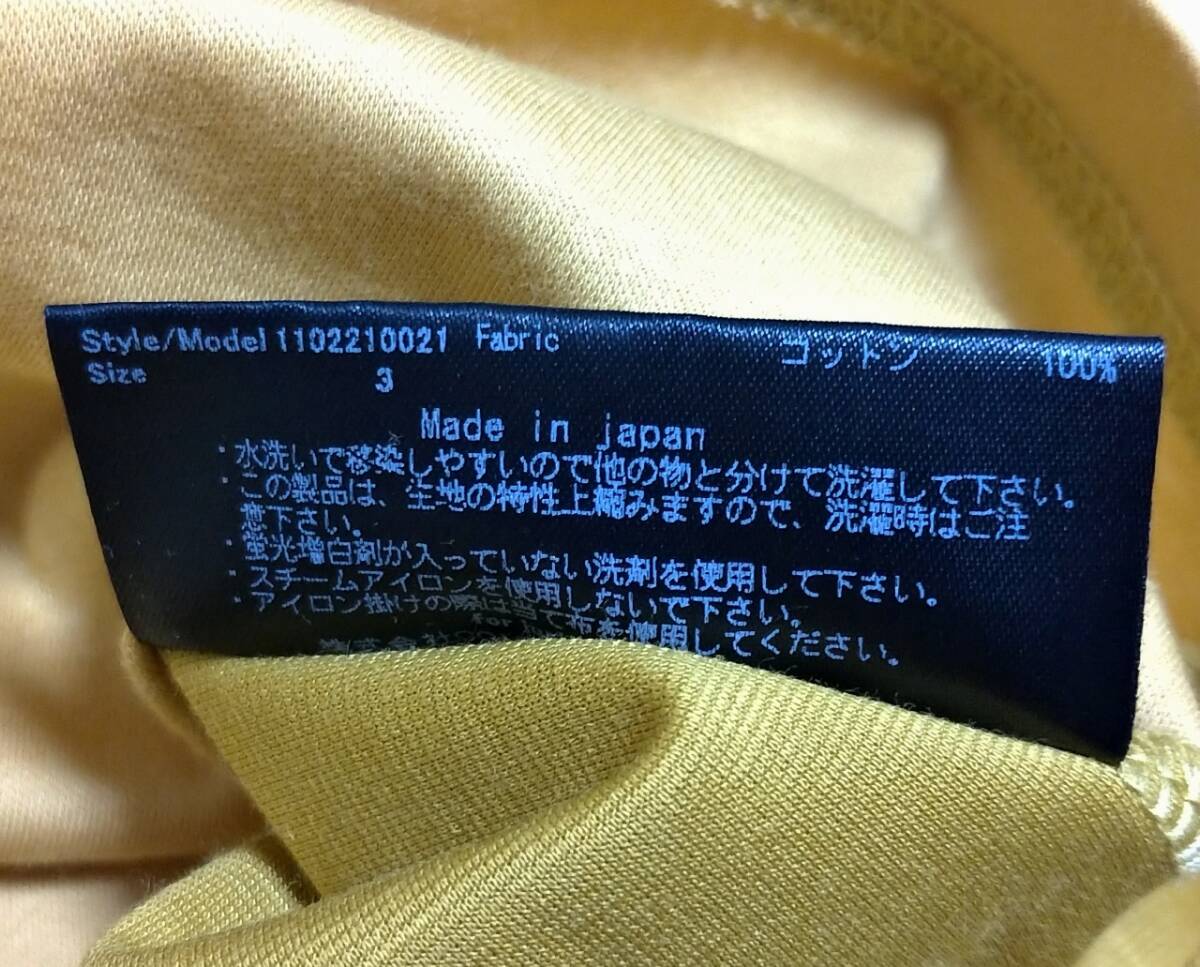 Style/Model 1102210021 Fabric コットン 100%
Size 3
Made in japan
・水洗いで移染しやすいので他の物と分けて洗濯して下さい。
・この製品は、生地の特性上縮みますので、洗濯時はご注
意下さい。
・蛍光増白剤が入っていない洗剤を使用して下さい。
・スチームアイロンを使用しないで下さい。
・アイロン掛けの際は当て布を使用してください。
for
株式会社